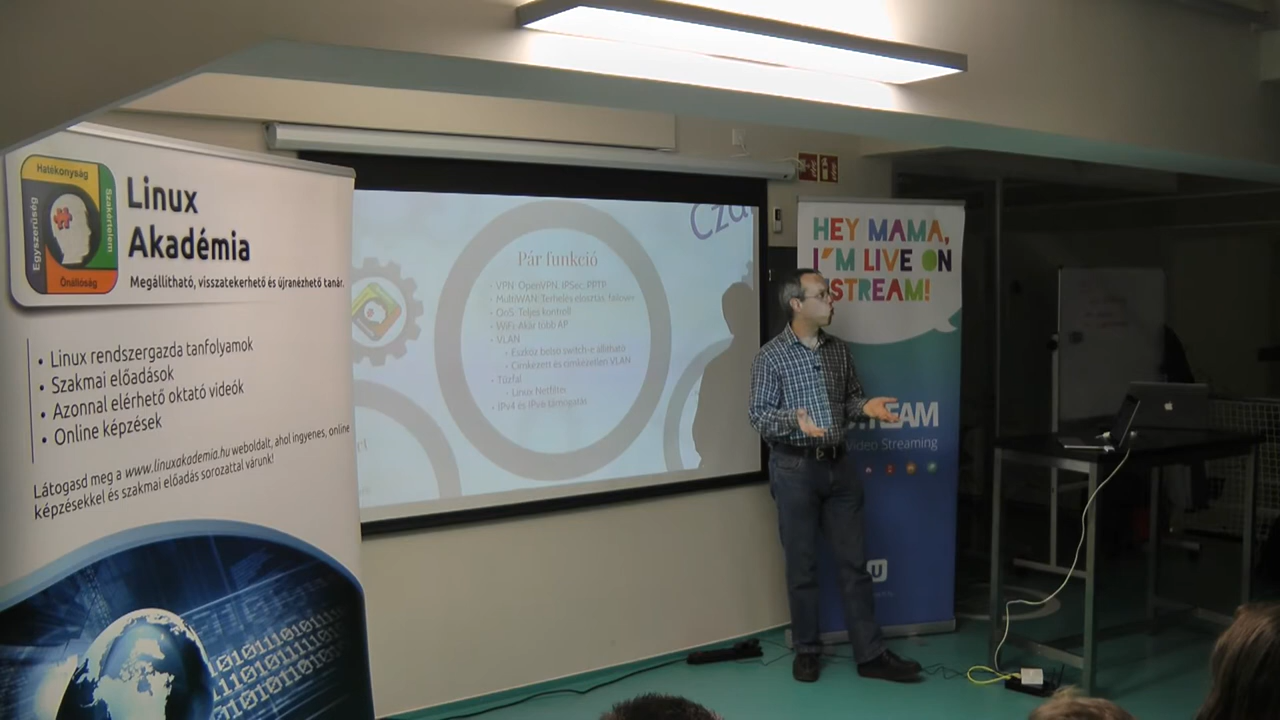 Hatékonyság
Egyszerűség
Szakértelem
Önállóság
Linux
Akadémia
Megállítható, visszatekerhető és újranézhető tanár.
• Linux rendszergazda tanfolyamok
• Szakmai előadások
• Azonnal elérhető oktató videók
• Online képzések
Látogasd meg a www.linuxakademia.hu weboldalt, ahol ingyenes, online
képzésekkel és szakmai előadás sorozattal várunk!
Pár funkció
- VPN: OpenVPN, IPSec, PPTP
- MultiWAN: Terhelés elosztás, failover
- QoS: Teljes kontroll
- WiFi: Akár több AP
- VLAN
- Eszköz belső switch-e állítható
- Címkézett és címkézetlen VLAN
- Tűzfal
- Linux Netfilter
- IPv4 és IPv6 támogatás
HEY MAMA,
I'M LIVE ON
USTREAM!
Video Streaming
U